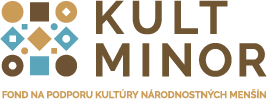 KULT
MINOR
FOND NA PODPORU KULTÚRY NÁRODNOSTNÝCH MENŠÍN